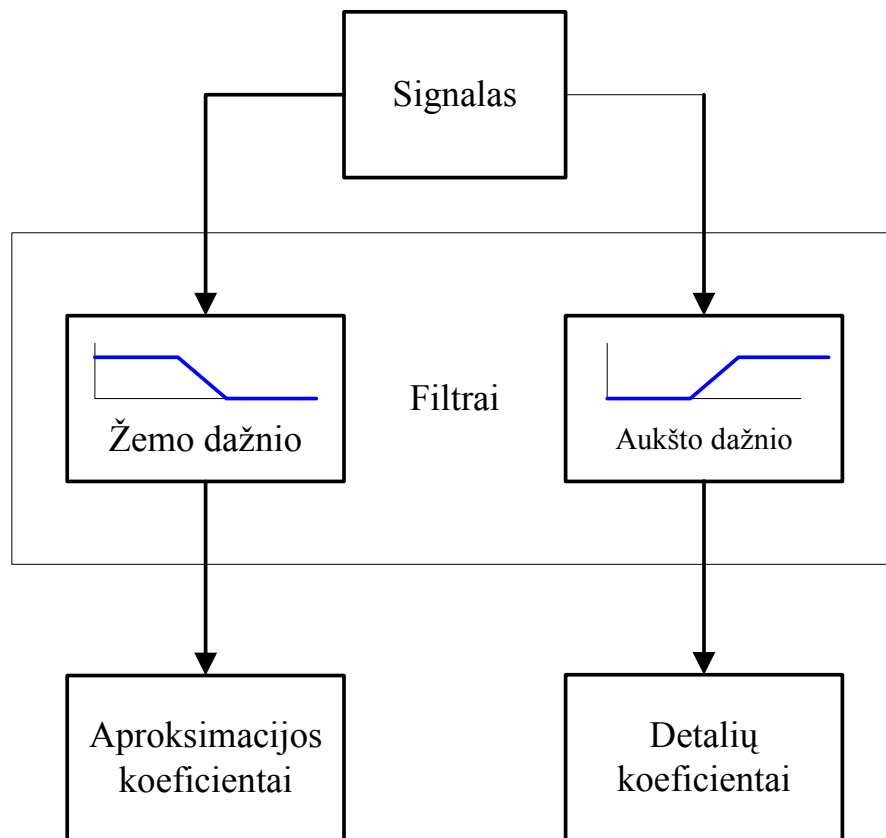 Signalas
Filtrai
Žemo dažnio
Aukšto dažnio
Aproksimacijos
koeficientai
Detalių
koeficientai